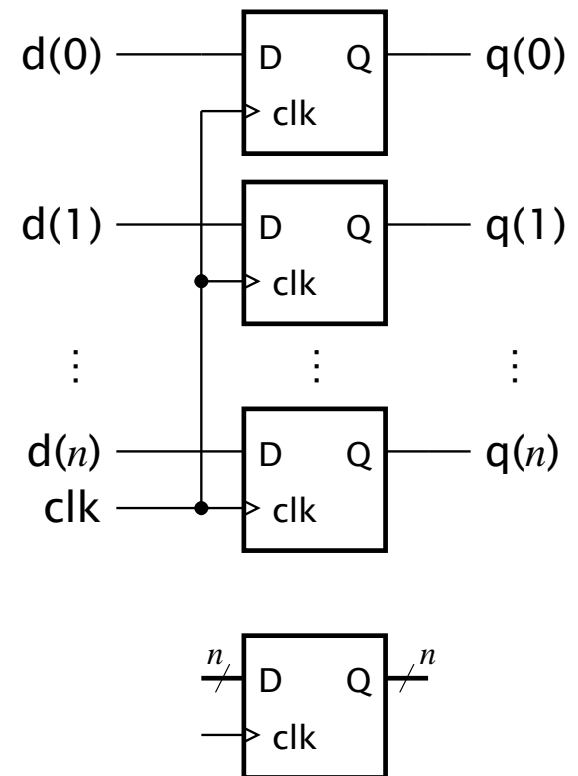 d(0) D Q q(0)
clk
d(1) D Q q(1)
clk
⋮ ⋮ ⋮
d(n) D Q q(n)
clk clk
n n
D Q
clk